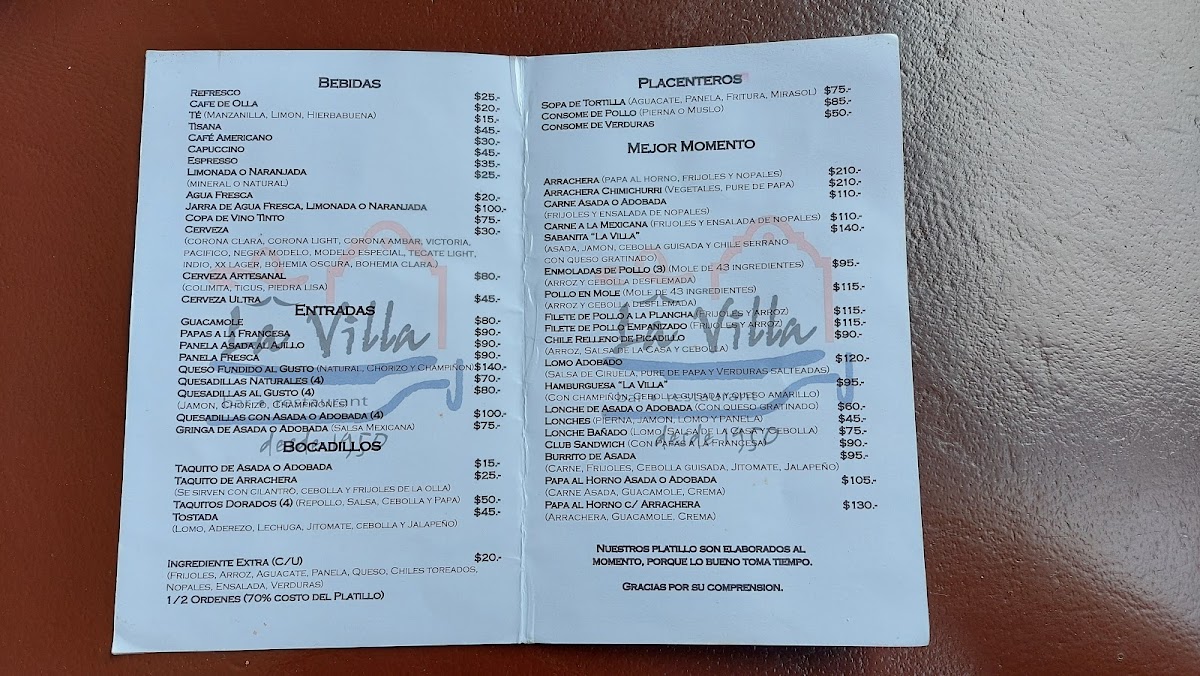 BEBIDAS
REFRESCO $25.-
CAFE DE OLLA $20.-
TÉ (MANZANILLA, LIMON, HIERBABUENA) $15.-
TISANA $45.-
CAFÉ AMERICANO $30.-
CAPUCCINO $45.-
ESPRESSO $35.-
LIMONADA O NARANJADA $25.-
(MINERAL O NATURAL)
AGUA FRESCA $20.-
JARRA DE AGUA FRESCA, LIMONADA O NARANJADA $100.-
COPA DE VINO TINTO $75.-
CERVEZA $30.-
(CORONA CLARA, CORONA LIGHT, CORONA AMBAR, VICTORIA,
PACIFICO, NEGRA MODELO, MODELO ESPECIAL, TECATE LIGHT,
INDIO, XX LAGER, BOHEMIA OSCURA, BOHEMIA CLARA.)
CERVEZA ARTESANAL $80.-
(COLIMITA, TICUS, PIEDRA LISA)
CERVEZA ULTRA $45.-
ENTRADAS
GUACAMOLE $80.-
PAPAS A LA FRANCESA $90.-
PANELA ASADA AL AJILLO $90.-
PANELA FRESCA $90.-
QUESO FUNDIDO AL GUSTO (NATURAL, CHORIZO Y CHAMPIÑON) $140.-
QUESADILLAS NATURALES (4) $70.-
QUESADILLAS AL GUSTO (4) $80.-
(JAMON, CHORIZO, CHAMPIÑONES)
QUESADILLAS CON ASADA O ADOBADA (4) $100.-
GRINGA DE ASADA O ADOBADA (SALSA MEXICANA) $75.-
La Villa
Restaurant
desde 1950
BOCADILLOS
TAQUITO DE ASADA O ADOBADA $15.-
TAQUITO DE ARRACHERA $25.-
(SE SIRVEN CON CILANTRO, CEBOLLA Y FRIJOLES DE LA OLLA)
TAQUITOS DORADOS (4) (REPOLLO, SALSA, CEBOLLA Y PAPA) $50.-
TOSTADA $45.-
(LOMO, ADEREZO, LECHUGA, JITOMATE, CEBOLLA Y JALAPEÑO)
INGREDIENTE EXTRA (C/U) $20.-
(FRIJOLES, ARROZ, AGUACATE, PANELA, QUESO, CHILES TOREADOS,
NOPALES, ENSALADA, VERDURAS)
1/2 ORDENES (70% COSTO DEL PLATILLO)
PLACENTEROS
SOPA DE TORTILLA (AGUACATE, PANELA, FRITURA, MIRASOL) $75.-
CONSOME DE POLLO (PIERNA O MUSLO) $85.-
CONSOME DE VERDURAS $50.-
MEJOR MOMENTO
ARRACHERA (PAPA AL HORNO, FRIJOLES Y NOPALES) $210.-
ARRACHERA CHIMICHURRI (VEGETALES, PURE DE PAPA) $210.-
CARNE ASADA O ADOBADA $110.-
(FRIJOLES Y ENSALADA DE NOPALES)
CARNE A LA MEXICANA (FRIJOLES Y ENSALADA DE NOPALES) $110.-
SABANITA "LA VILLA" $140.-
(ASADA, JAMON, CEBOLLA GUISADA Y CHILE SERRANO
CON QUESO GRATINADO)
ENMOLADAS DE POLLO (3) (MOLE DE 43 INGREDIENTES) $95.-
(ARROZ Y CEBOLLA DESFLEMADA)
POLLO EN MOLE (MOLE DE 43 INGREDIENTES) $115.-
(ARROZ Y CEBOLLA DESFLEMADA)
FILETE DE POLLO A LA PLANCHA (FRIJOLES Y ARROZ) $115.-
FILETE DE POLLO EMPANIZADO (FRIJOLES Y ARROZ) $115.-
CHILE RELLENO DE PICADILLO $90.-
(ARROZ, SALSA DE LA CASA Y CEBOLLA)
LOMO ADOBADO $120.-
(SALSA DE CIRUELA, PURE DE PAPA Y VERDURAS SALTEADAS)
HAMBURGUESA "LA VILLA" $95.-
(CON CHAMPIÑON, CEBOLLA GUISADA Y QUESO AMARILLO)
LONCHE DE ASADA O ADOBADA (CON QUESO GRATINADO) $60.-
LONCHES (PIERNA, JAMON, LOMO Y PANELA) $45.-
LONCHE BAÑADO (LOMO, SALSA DE LA CASA Y CEBOLLA) $75.-
CLUB SANDWICH (CON PAPAS A LA FRANCESA) $90.-
BURRITO DE ASADA $95.-
(CARNE, FRIJOLES, CEBOLLA GUISADA, JITOMATE, JALAPEÑO)
PAPA AL HORNO ASADA O ADOBADA $105.-
(CARNE ASADA, GUACAMOLE, CREMA)
PAPA AL HORNO C/ ARRACHERA $130.-
(ARRACHERA, GUACAMOLE, CREMA)
La Villa
Restaurant
desde 1950
NUESTROS PLATILLO SON ELABORADOS AL
MOMENTO, PORQUE LO BUENO TOMA TIEMPO.
GRACIAS POR SU COMPRENSION.